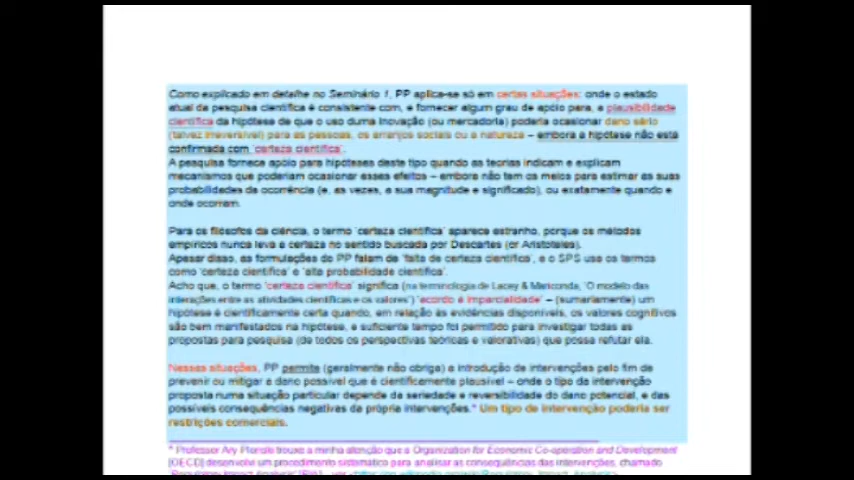 Como explicado em detalhe no Seminário 1, PP aplica-se só em certas situações: onde o estado
atual da pesquisa científica é consistente com, e fornecer algum grau de apoio para, a plausibilidade
científica da hipótese de que o uso duma inovação (ou mercadoria) poderia ocasionar dano sério
(talvez irreversível) para as pessoas, os arranjos sociais ou a natureza – embora a hipótese não está
confirmada com 'certeza científica'.
A pesquisa fornece apoio para hipóteses deste tipo quando as teorias indicam e explicam
mecanismos que poderiam ocasionar esses efeitos – embora não tem os meios para estimar as suas
probabilidades da ocorrência (e, as vezes, a sua magnitude e significado), ou exatamente quando e
onde ocorram.
Para os filósofos da ciência, o termo 'certeza científica' aparece estranho, porque os métodos
empíricos nunca leva a certeza no sentido buscada por Descartes (or Aristóteles).
Apesar disso, as formulações do PP falam de 'falta de certeza científica', e o SPS usa os termos
como 'certeza científica' e 'alta probabilidade científica'.
Acho que, o termo 'certeza científica' significa (na terminologia de Lacey & Mariconda, 'O modelo das
interações entre as atividades científicas e os valores') 'acordo à imparcialidade' – (sumariamente) um
hipótese é cientificamente certa quando, em relação às evidências disponíveis, os valores cognitivos
são bem manifestados na hipótese, e suficiente tempo foi permitido para investigar todas as
propostas para pesquisa (de todos os perspectivas teóricas e valorativas) que possa refutar ela.
Nessas situações, PP permite (geralmente não obriga) a introdução de intervenções pelo fim de
prevenir ou mitigar a dano possível que é cientificamente plausível – onde o tipo da intervenção
proposta numa situação particular depende da seriedade e reversibilidade do dano potencial, e das
possíveis consequências negativas da própria intervenções.* Um tipo de intervenção poderia ser
restrições comerciais.
* Professor Ary Plonski trouxe a minha atenção que a Organization for Economic Co-operation and Development
[OECD] desenvolve um procedimento sistemático para analisar as consequências das intervenções, chamado